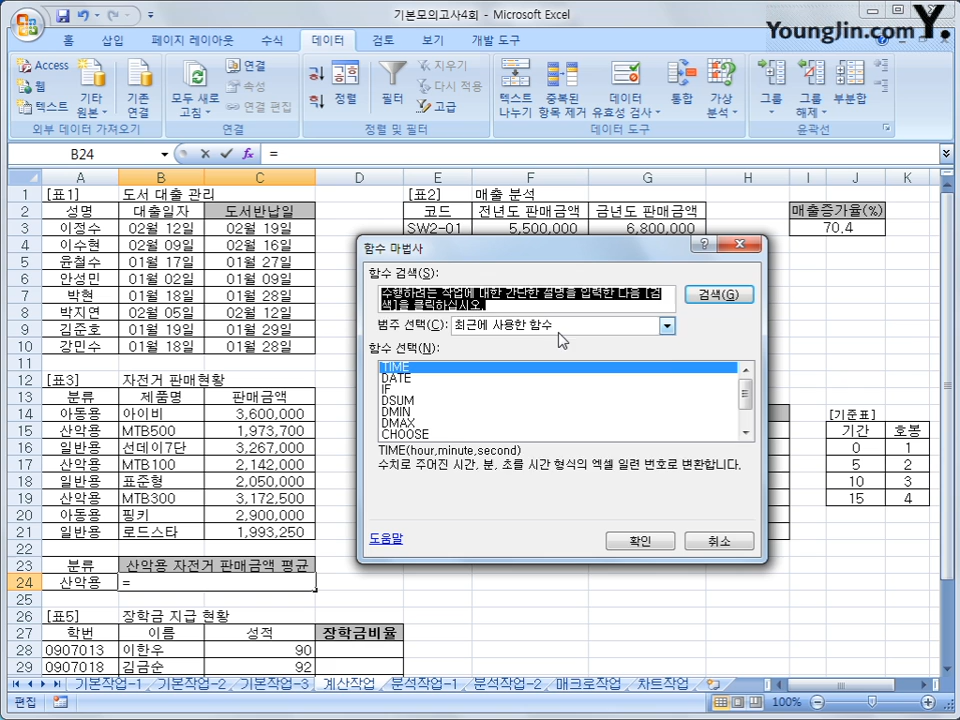 기본모의고사4회 - Microsoft Excel
YoungJin.com Y.
홈 삽입 페이지 레이아웃 수식 데이터 검토 보기 개발 도구
Access
웹
텍스트
기타 원본
기존 연결
모두 새로 고침
연결
속성
연결 편집
정렬
필터
지우기
다시 적용
고급
텍스트 나누기
중복된 항목 제거
데이터 유효성 검사
통합
가상 분석
그룹
그룹 해제
부분합
외부 데이터 가져오기 연결 정렬 및 필터 데이터 도구 윤곽선
B24 fx =
A B C D E F G H I J K
1 [표1] 도서 대출 관리 [표2] 매출 분석
2 성명 대출일자 도서반납일 코드 전년도 판매금액 금년도 판매금액 매출증가율(%)
3 이정수 02월 12일 02월 19일 SW2-01 5,500,000 6,800,000 70.4
4 이수현 02월 09일 02월 16일
5 윤철수 01월 17일 01월 27일
6 안성민 01월 02일 01월 09일
7 박현 01월 18일 01월 28일
8 박지연 02월 05일 02월 12일
9 김준호 01월 19일 01월 29일
10 강민수 01월 18일 01월 28일
11
12 [표3] 자전거 판매현황
13 분류 제품명 판매금액
14 아동용 아이비 3,600,000 [기준표]
15 산악용 MTB500 1,973,700 기간 호봉
16 일반용 선데이7단 3,267,000 0 1
17 산악용 MTB100 2,142,000 5 2
18 일반용 표준형 2,050,000 10 3
19 산악용 MTB300 3,172,500 15 4
20 아동용 핑키 2,900,000
21 일반용 로드스타 1,993,250
22
23 분류 산악용 자전거 판매금액 평균
24 산악용 =
25
26 [표5] 장학금 지급 현황
27 학번 이름 성적 장학금비율
28 0907013 이한우 90
29 0907018 김금순 92
함수 마법사
함수 검색(S):
수행하려는 작업에 대한 간단한 설명을 입력한 다음 [검
색]을 클릭하십시오.
검색(G)
범주 선택(C): 최근에 사용한 함수
함수 선택(N):
TIME
DATE
IF
DSUM
DMIN
DMAX
CHOOSE
TIME(hour,minute,second)
수치로 주어진 시간, 분, 초를 시간 형식의 엑셀 일련 번호로 변환합니다.
도움말 확인 취소
기본작업-1 기본작업-2 기본작업-3 계산작업 분석작업-1 분석작업-2 매크로작업 차트작업
편집 100%